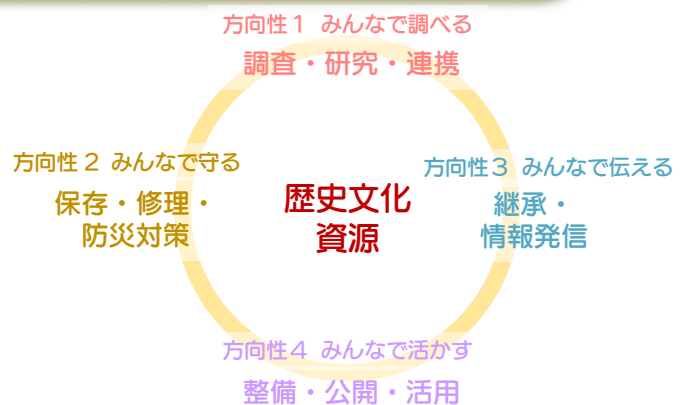 方向性１ みんなで調べる
調査・研究・連携
方向性２ みんなで守る
保存・修理・
防災対策
歴史文化
資源
方向性３ みんなで伝える
継承・
情報発信
方向性４ みんなで活かす
整備・公開・活用